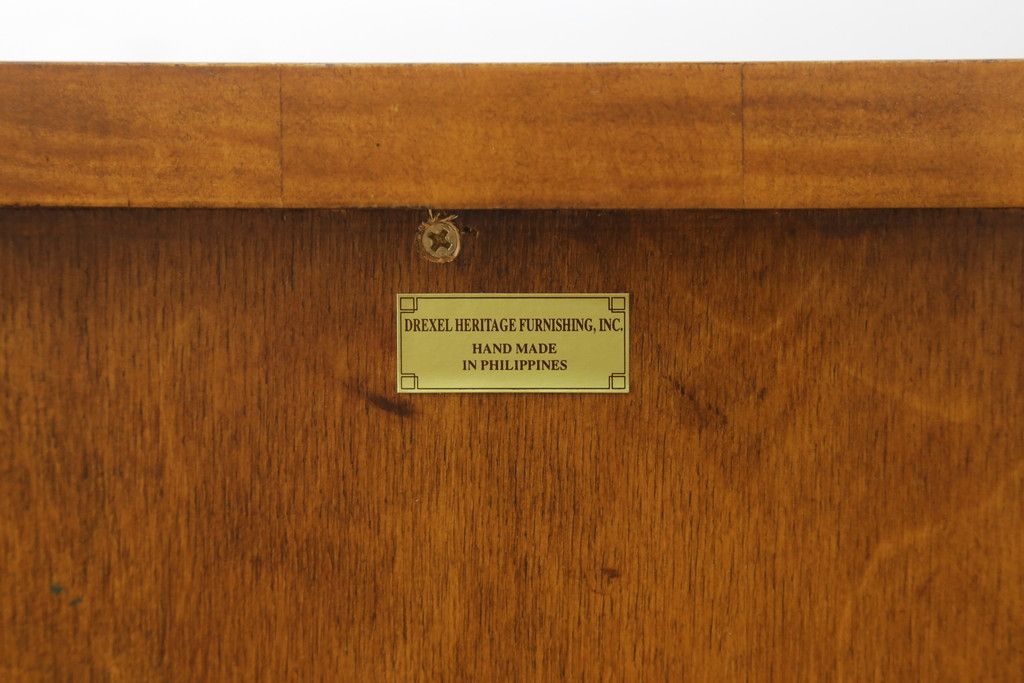 DREXEL HERITAGE FURNISHING, INC.
HAND MADE
IN PHILIPPINES